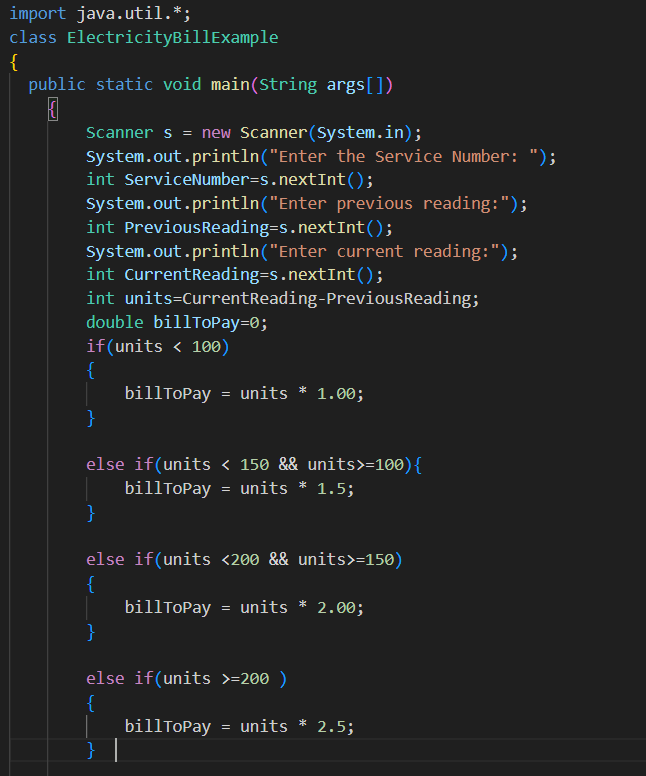 import java.util.*;
class ElectricityBillExample
{
  public static void main(String args[])
    {
        Scanner s = new Scanner(System.in);
        System.out.println("Enter the Service Number: ");
        int ServiceNumber=s.nextInt();
        System.out.println("Enter previous reading:");
        int PreviousReading=s.nextInt();
        System.out.println("Enter current reading:");
        int CurrentReading=s.nextInt();
        int units=CurrentReading-PreviousReading;
        double billToPay=0;
        if(units < 100)
        {
            billToPay = units * 1.00;
        }

        else if(units < 150 && units>=100){
            billToPay = units * 1.5;
        }

        else if(units <200 && units>=150)
        {
            billToPay = units * 2.00;
        }

        else if(units >=200 )
        {
            billToPay = units * 2.5;
        }